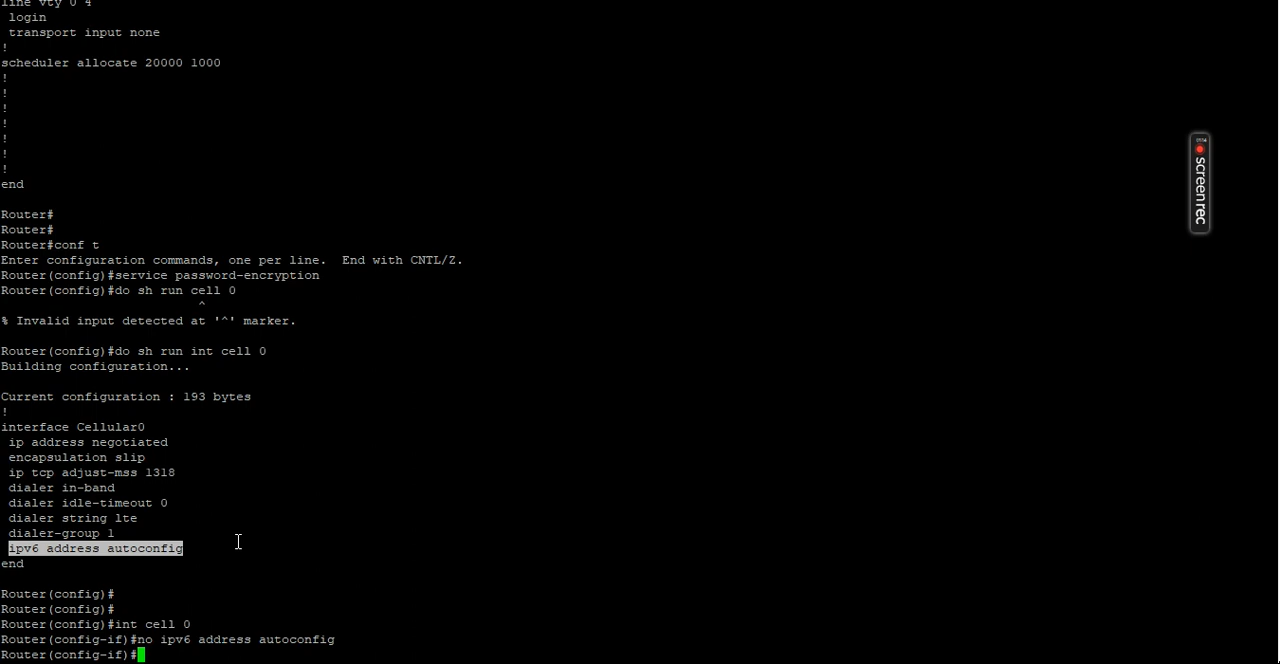 line vty 0 4
login
transport input none
!
scheduler allocate 20000 1000
!
!
!
!
!
!
!
end
Router#
Router#
Router#conf t
Enter configuration commands, one per line.  End with CNTL/Z.
Router(config)#service password-encryption
Router(config)#do sh run cell 0
^
% Invalid input detected at '^' marker.
Router(config)#do sh run int cell 0
Building configuration...
Current configuration : 193 bytes
!
interface Cellular0
ip address negotiated
encapsulation slip
ip tcp adjust-mss 1318
dialer in-band
dialer idle-timeout 0
dialer string lte
dialer-group 1
ipv6 address autoconfig
end
Router(config)#
Router(config)#
Router(config)#int cell 0
Router(config-if)#no ipv6 address autoconfig
Router(config-if)#
screenrec